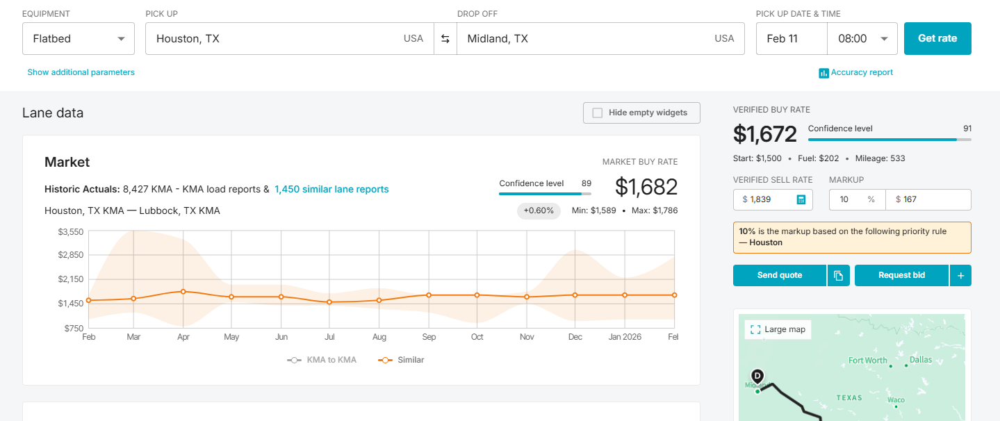 EQUIPMENT PICK UP DROP OFF PICK UP DATE & TIME
Flatbed Houston, TX USA Midland, TX USA Feb 11 08:00 Get rate
Show additional parameters Accuracy report
Lane data Hide empty widgets
Market MARKET BUY RATE
Historic Actuals: 8,427 KMA - KMA load reports & 1,450 similar lane reports Confidence level 89 $1,682
Houston, TX KMA — Lubbock, TX KMA +0.60% Min: $1,589 • Max: $1,786
$3,550
$2,850
$2,150
$1,450
$750
Feb Mar Apr May Jun Jul Aug Sep Oct Nov Dec Jan 2026 Fel
KMA to KMA Similar
VERIFIED BUY RATE
$1,672 Confidence level 91
Start: $1,500 • Fuel: $202 • Mileage: 533
VERIFIED SELL RATE MARKUP
$ 1,839 10 % $ 167
10% is the markup based on the following priority rule
— Houston
Send quote Request bid +
Large map
Fort Worth Dallas
D
Midland
TEXAS Waco